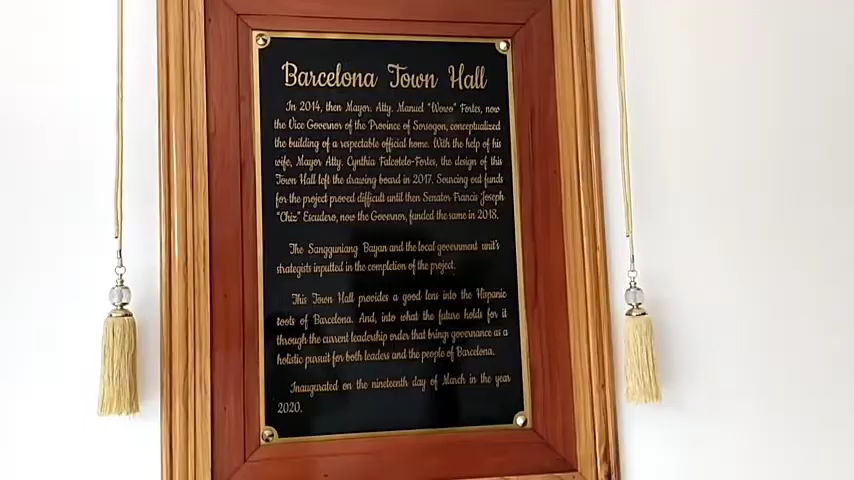 Barcelona Town Hall
In 2014, then Mayor, Atty. Manuel "Wowo" Fortes, now
the Vice Governor of the Province of Sorsogon, conceptualized
the building of a respectable official home. With the help of his
wife, Mayor Atty. Cynthia Falcotelo-Fortes, the design of this
Town Hall left the drawing board in 2017. Sourcing out funds
for the project proved difficult until then Senator Francis Joseph
"Chiz" Escudero, now the Governor, funded the same in 2018.
The Sangguniang Bayan and the local government unit's
strategists inputted in the completion of the project.
This Town Hall provides a good lens into the Hispanic
roots of Barcelona. And, into what the future holds for it
through the current leadership order that brings governance as a
holistic pursuit for both leaders and the people of Barcelona.
Inaugurated on the nineteenth day of March in the year
2020.